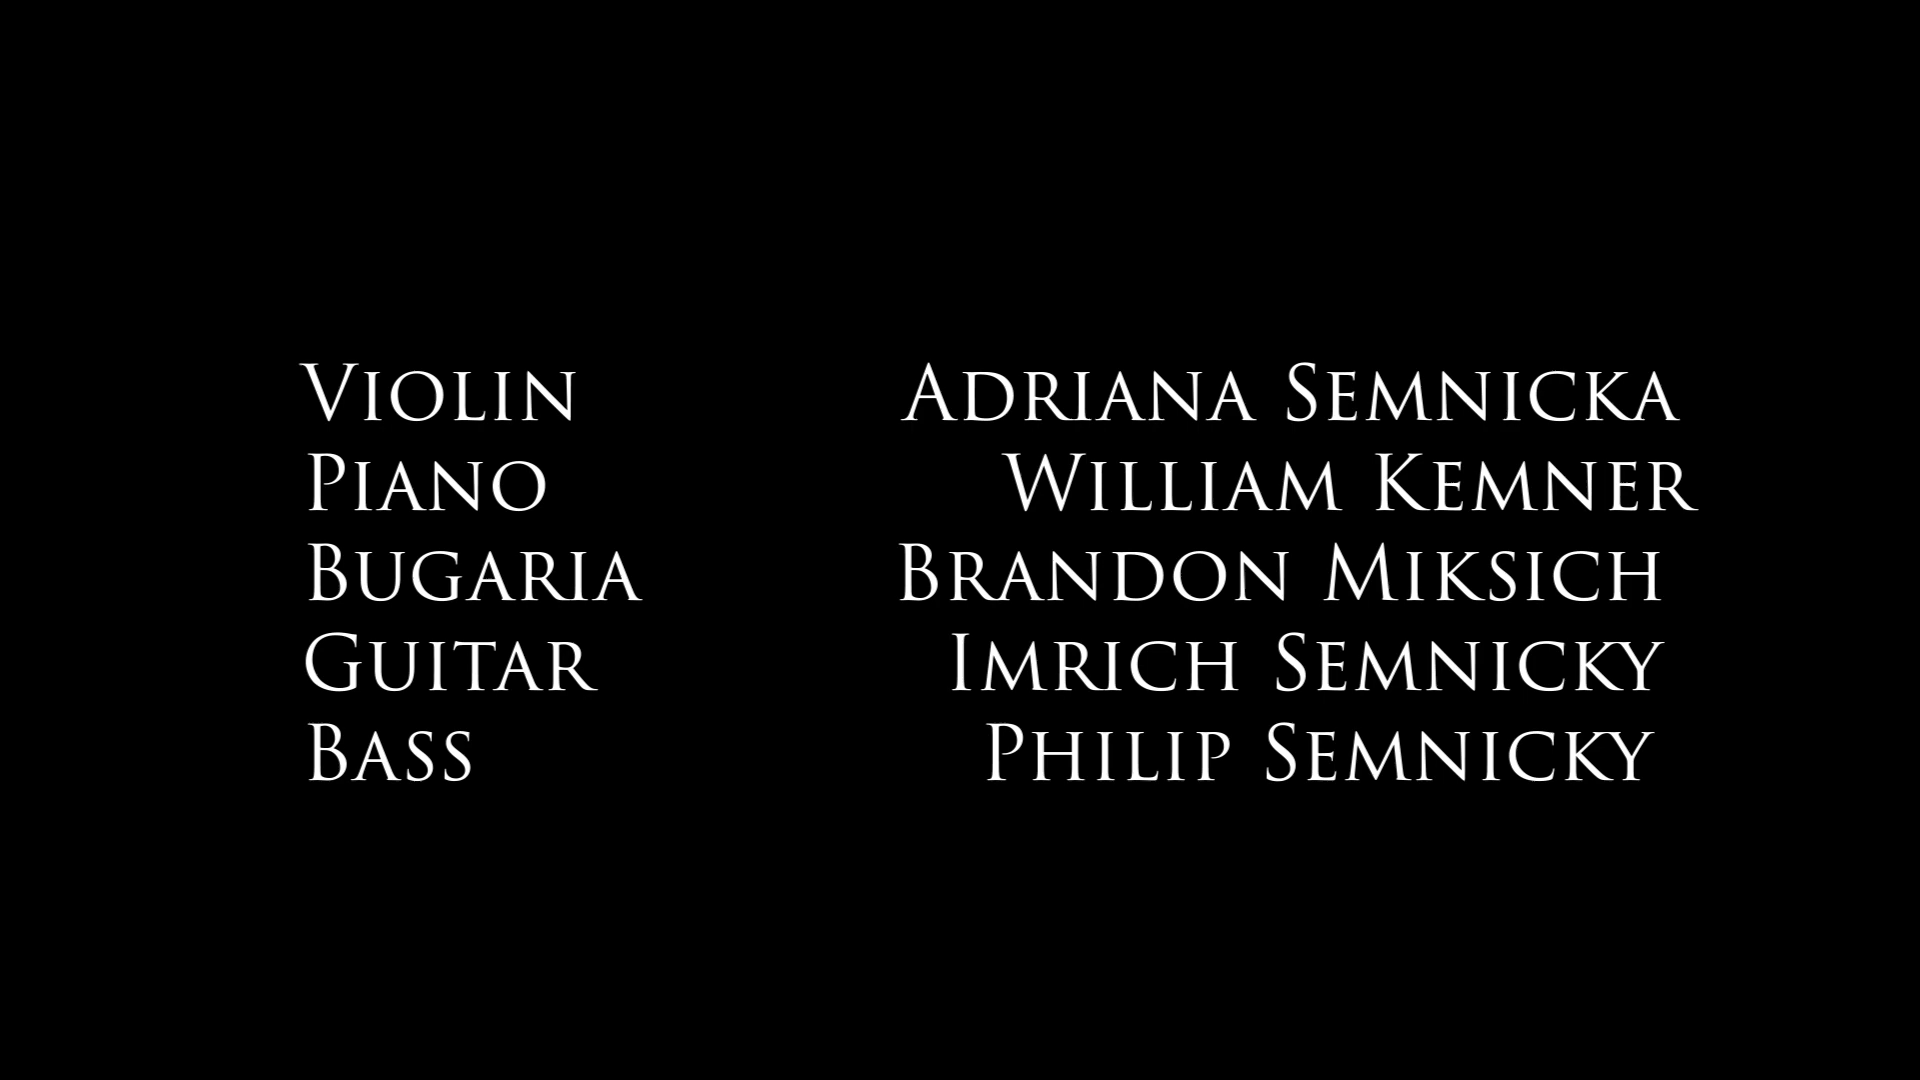 Violin Adriana Semnicka
Piano William Kemner
Bugaria Brandon Miksich
Guitar Imrich Semnicky
Bass Philip Semnicky